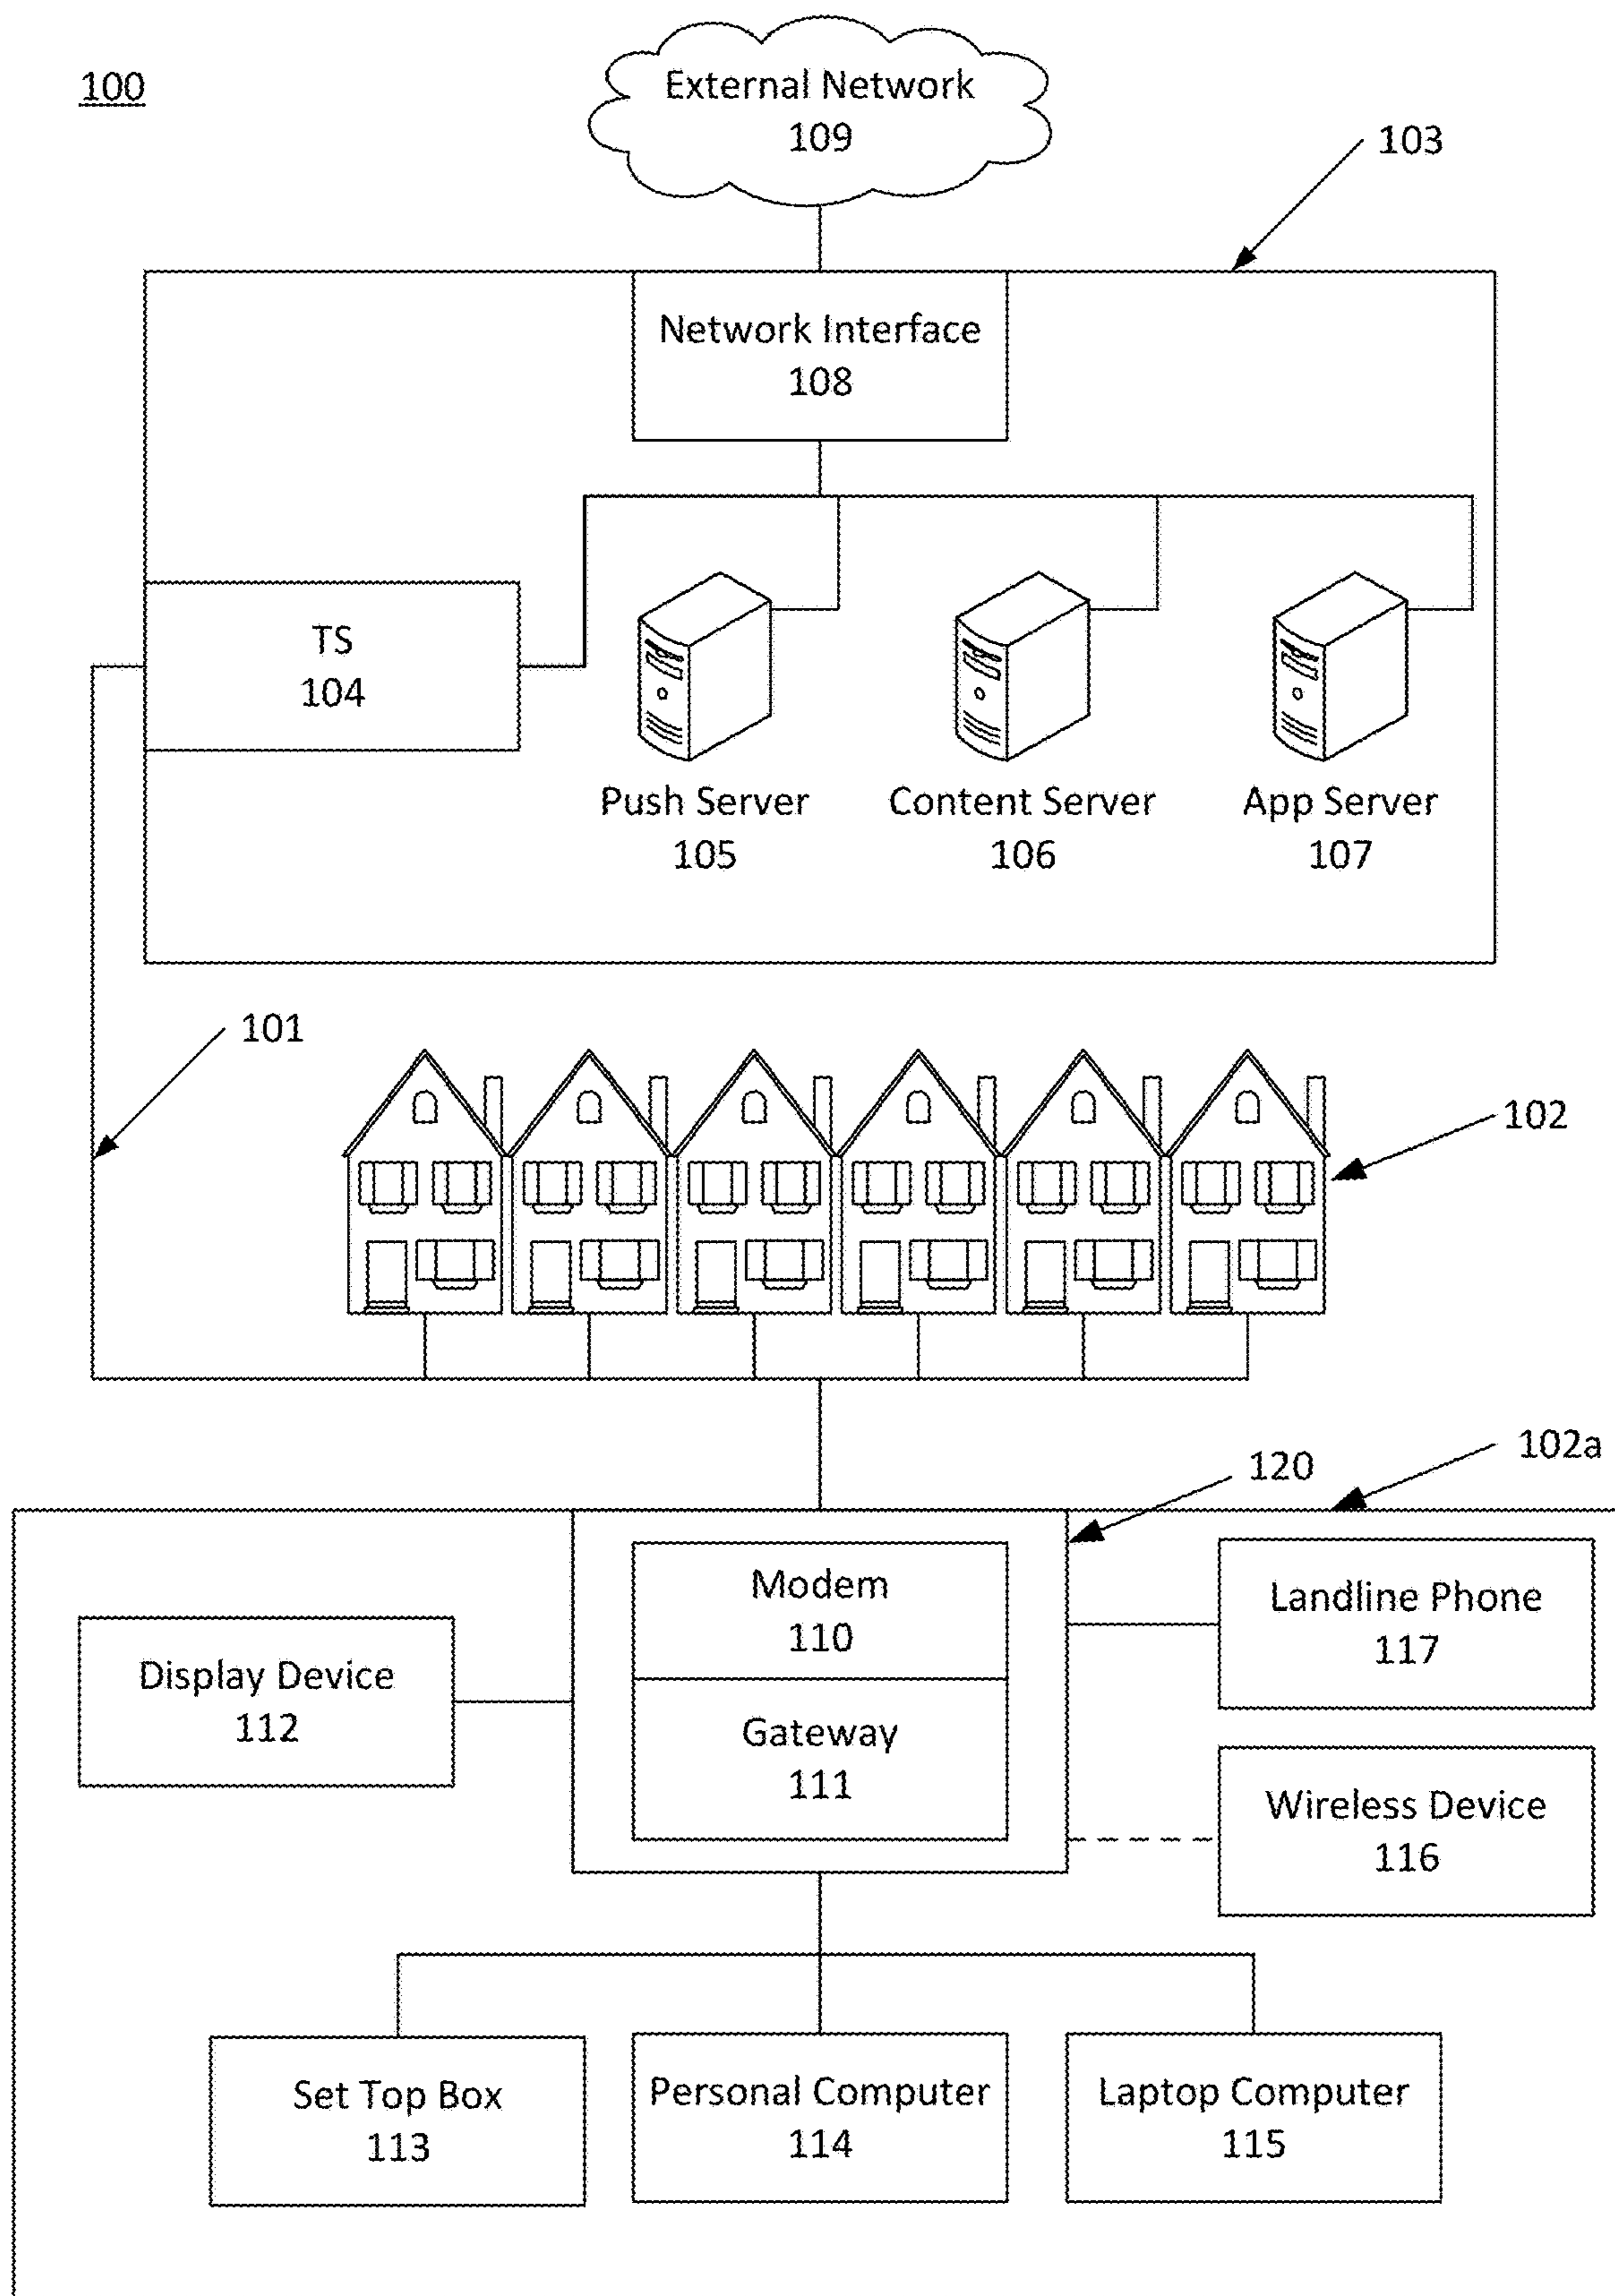 100
External Network
109
103
Network Interface
108
TS
104
Push Server
105
Content Server
106
App Server
107
101
102
102a
120
Modem
110
Gateway
111
Landline Phone
117
Display Device
112
Wireless Device
116
Set Top Box
113
Personal Computer
114
Laptop Computer
115